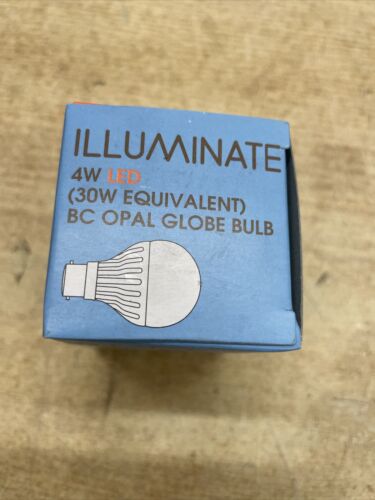 ILLUMINATE
4W LED
(30W EQUIVALENT)
BC OPAL GLOBE BULB